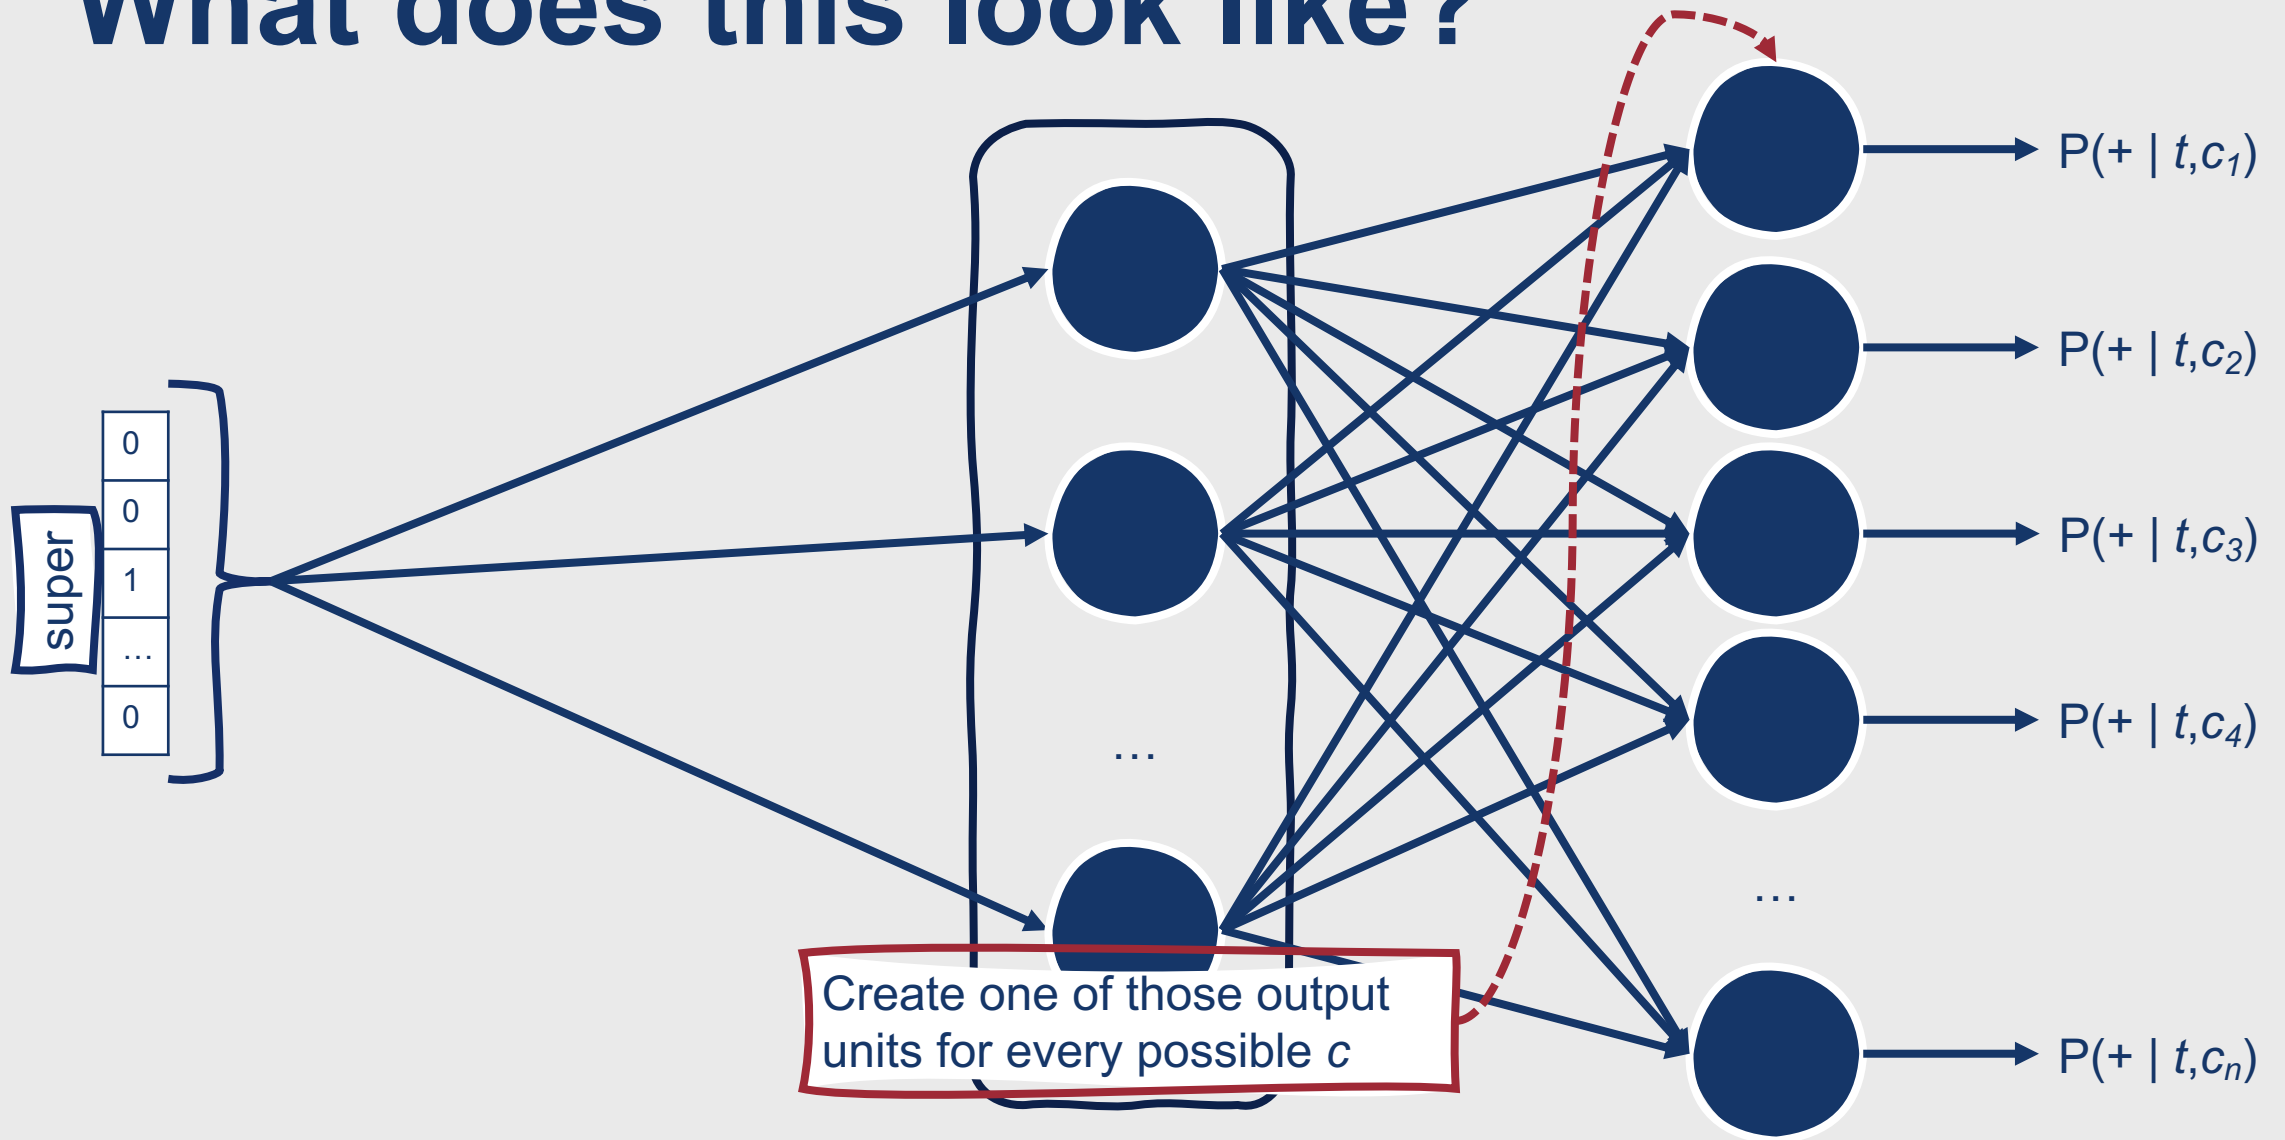 What does this look like?
super
0
0
1
…
0
…
Create one of those output
units for every possible c
P(+ | t,c₁)
P(+ | t,c₂)
P(+ | t,c₃)
P(+ | t,c₄)
…
P(+ | t,cₙ)